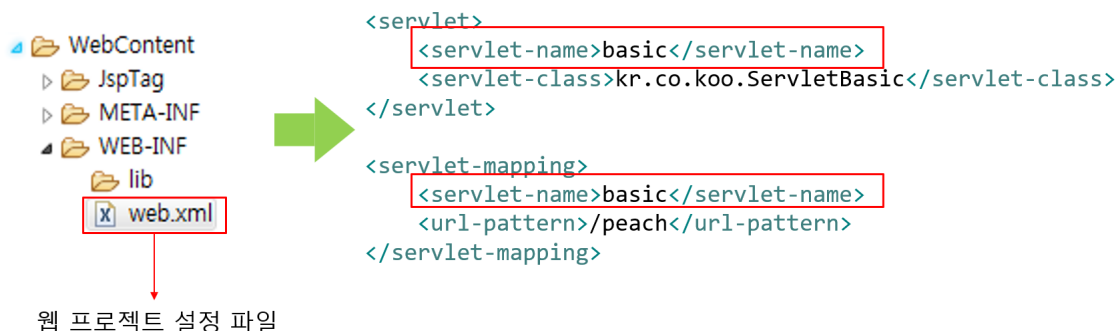 WebContent
JspTag
META-INF
WEB-INF
lib
web.xml
웹 프로젝트 설정 파일
<servlet>
<servlet-name>basic</servlet-name>
<servlet-class>kr.co.koo.ServletBasic</servlet-class>
</servlet>
<servlet-mapping>
<servlet-name>basic</servlet-name>
<url-pattern>/peach</url-pattern>
</servlet-mapping>